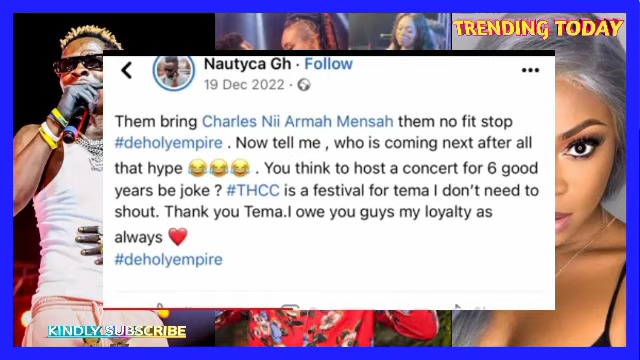 TRENDING TODAY
Nautyca Gh · Follow
19 Dec 2022 ·
Them bring Charles Nii Armah Mensah them no fit stop
#deholyempire . Now tell me , who is coming next after all
that hype 😂😂😂 . You think to host a concert for 6 good
years be joke ? #THCC is a festival for tema I don't need to
shout. Thank you Tema.I owe you guys my loyalty as
always ❤️
#deholyempire
KINDLY SUBSCRIBE